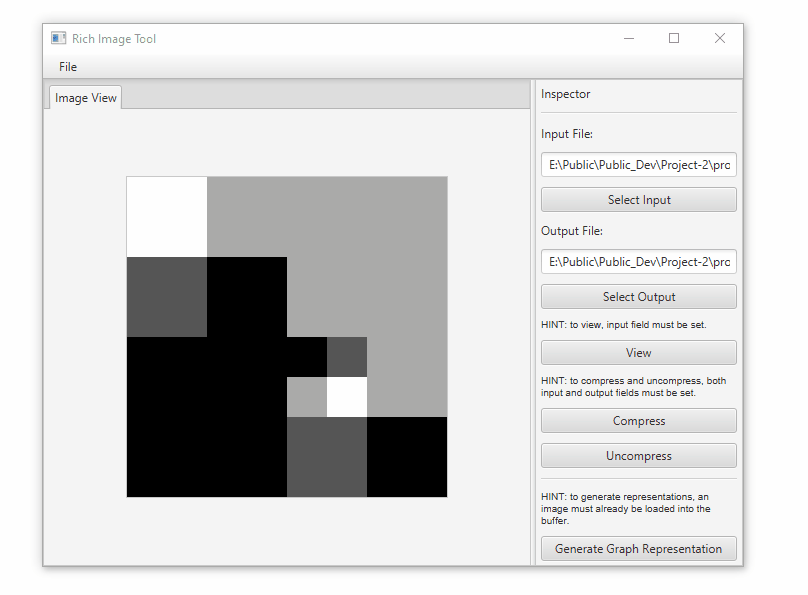 Rich Image Tool
File
Image View
Inspector
Input File:
E:\Public\Public_Dev\Project-2\pro
Select Input
Output File:
E:\Public\Public_Dev\Project-2\pro
Select Output
HINT: to view, input field must be set.
View
HINT: to compress and uncompress, both
input and output fields must be set.
Compress
Uncompress
HINT: to generate representations, an
image must already be loaded into the
buffer.
Generate Graph Representation